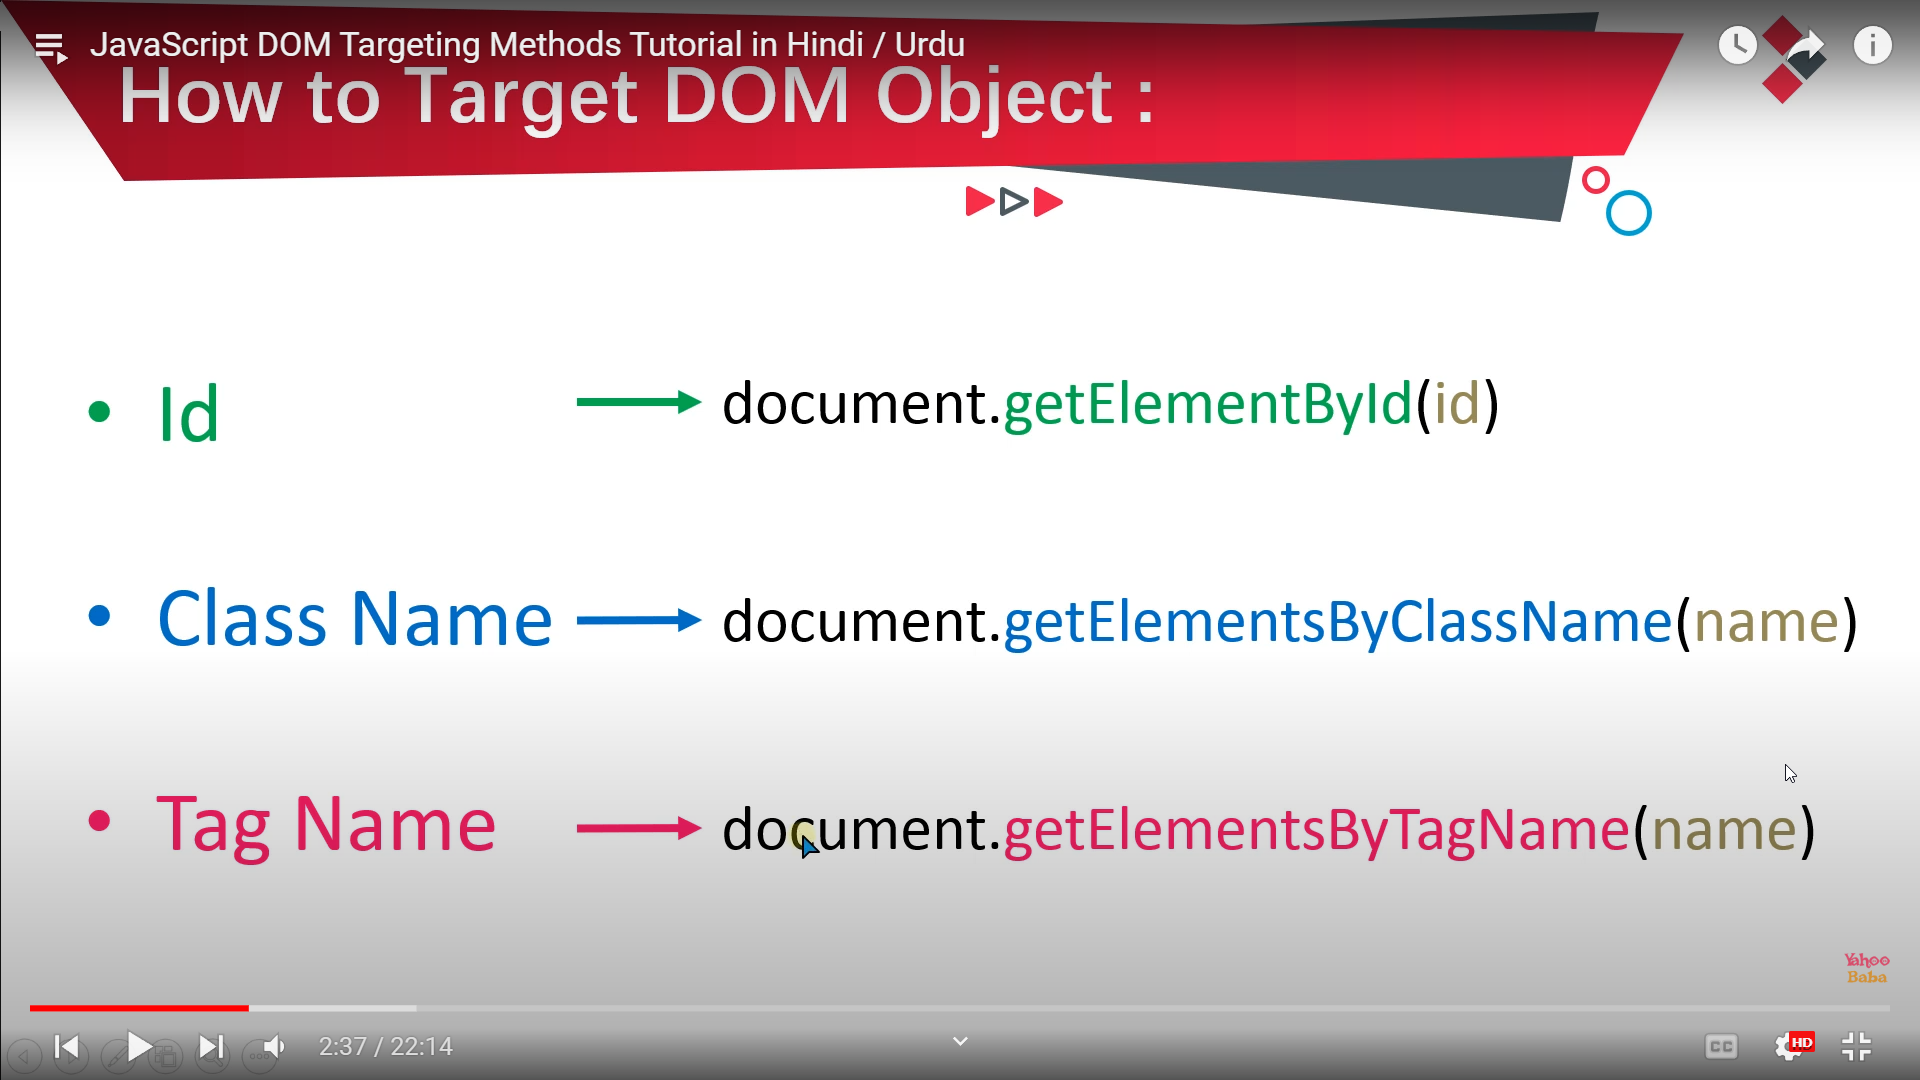 JavaScript DOM Targeting Methods Tutorial in Hindi / Urdu
How to Target DOM Object :
• Id
document.getElementById(id)
• Class Name
document.getElementsByClassName(name)
• Tag Name
document.getElementsByTagName(name)
Yahoo
Baba
2:37 / 22:14
CC
HD